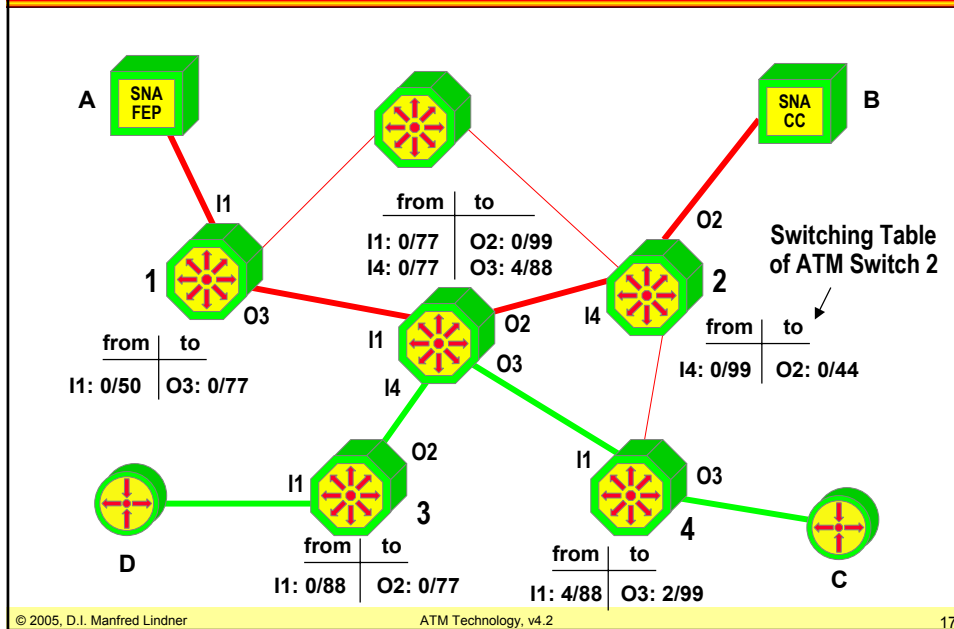 A
SNA
FEP
B
SNA
CC
I1
from to
I1: 0/77 O2: 0/99
I4: 0/77 O3: 4/88
O2
Switching Table
of ATM Switch 2
1
O3
2
I4
O2
I1
O3
I4
from to
I1: 0/50 O3: 0/77
from to
I4: 0/99 O2: 0/44
O2
I1
3
I1
O3
4
D
C
from to
I1: 0/88 O2: 0/77
from to
I1: 4/88 O3: 2/99
© 2005, D.I. Manfred Lindner ATM Technology, v4.2 17